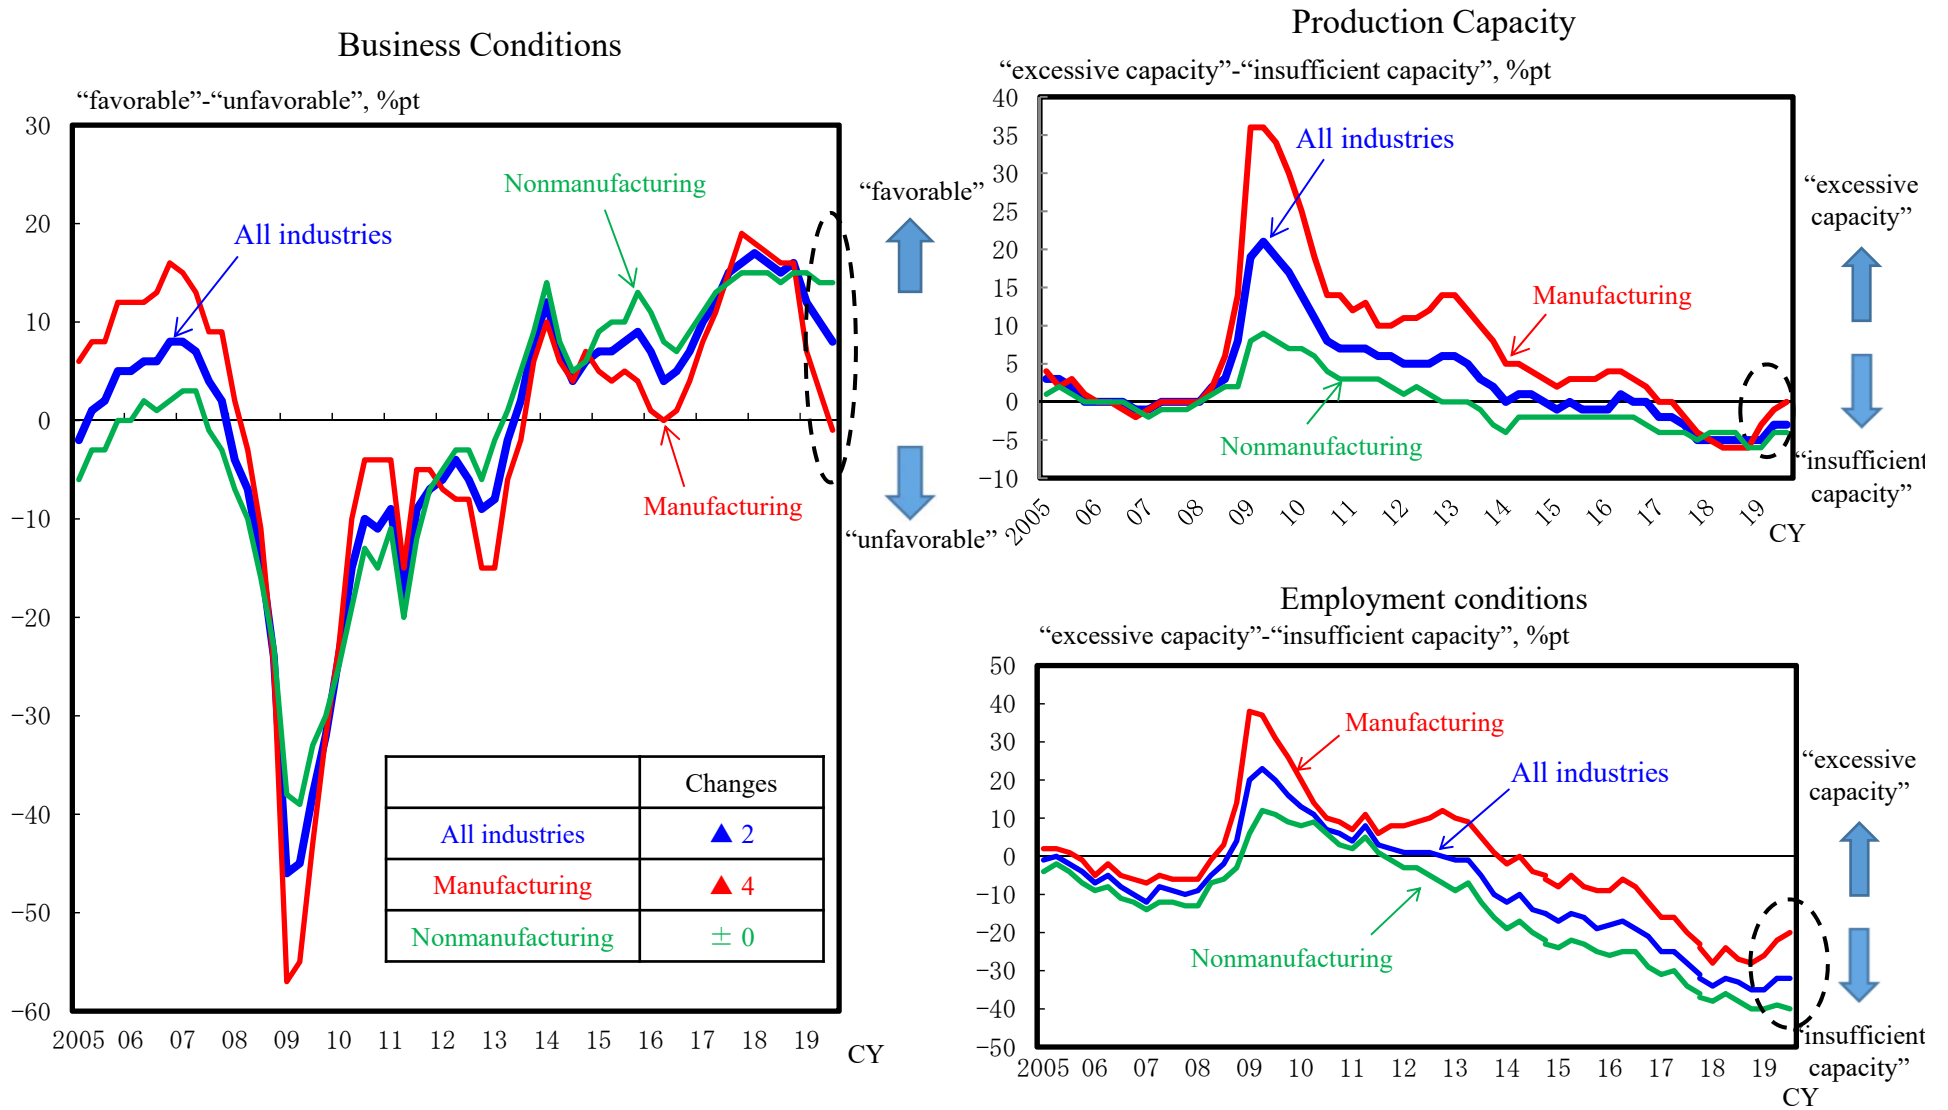 Business Conditions
“favorable”-“unfavorable”, %pt
30
20
10
0
−10
−20
−30
−40
−50
−60
2005 06 07 08 09 10 11 12 13 14 15 16 17 18 19
CY
All industries
Nonmanufacturing
Manufacturing
“favorable”
“unfavorable”
Changes
All industries ▲ 2
Manufacturing ▲ 4
Nonmanufacturing ± 0
Production Capacity
“excessive capacity”-“insufficient capacity”, %pt
40
35
30
25
20
15
10
5
0
−5
−10
2005 06 07 08 09 10 11 12 13 14 15 16 17 18 19
CY
All industries
Manufacturing
Nonmanufacturing
“excessive
capacity”
“insufficient
capacity”
Employment conditions
“excessive capacity”-“insufficient capacity”, %pt
50
40
30
20
10
0
−10
−20
−30
−40
−50
2005 06 07 08 09 10 11 12 13 14 15 16 17 18 19
CY
Manufacturing
All industries
Nonmanufacturing
“excessive
capacity”
“insufficient
capacity”